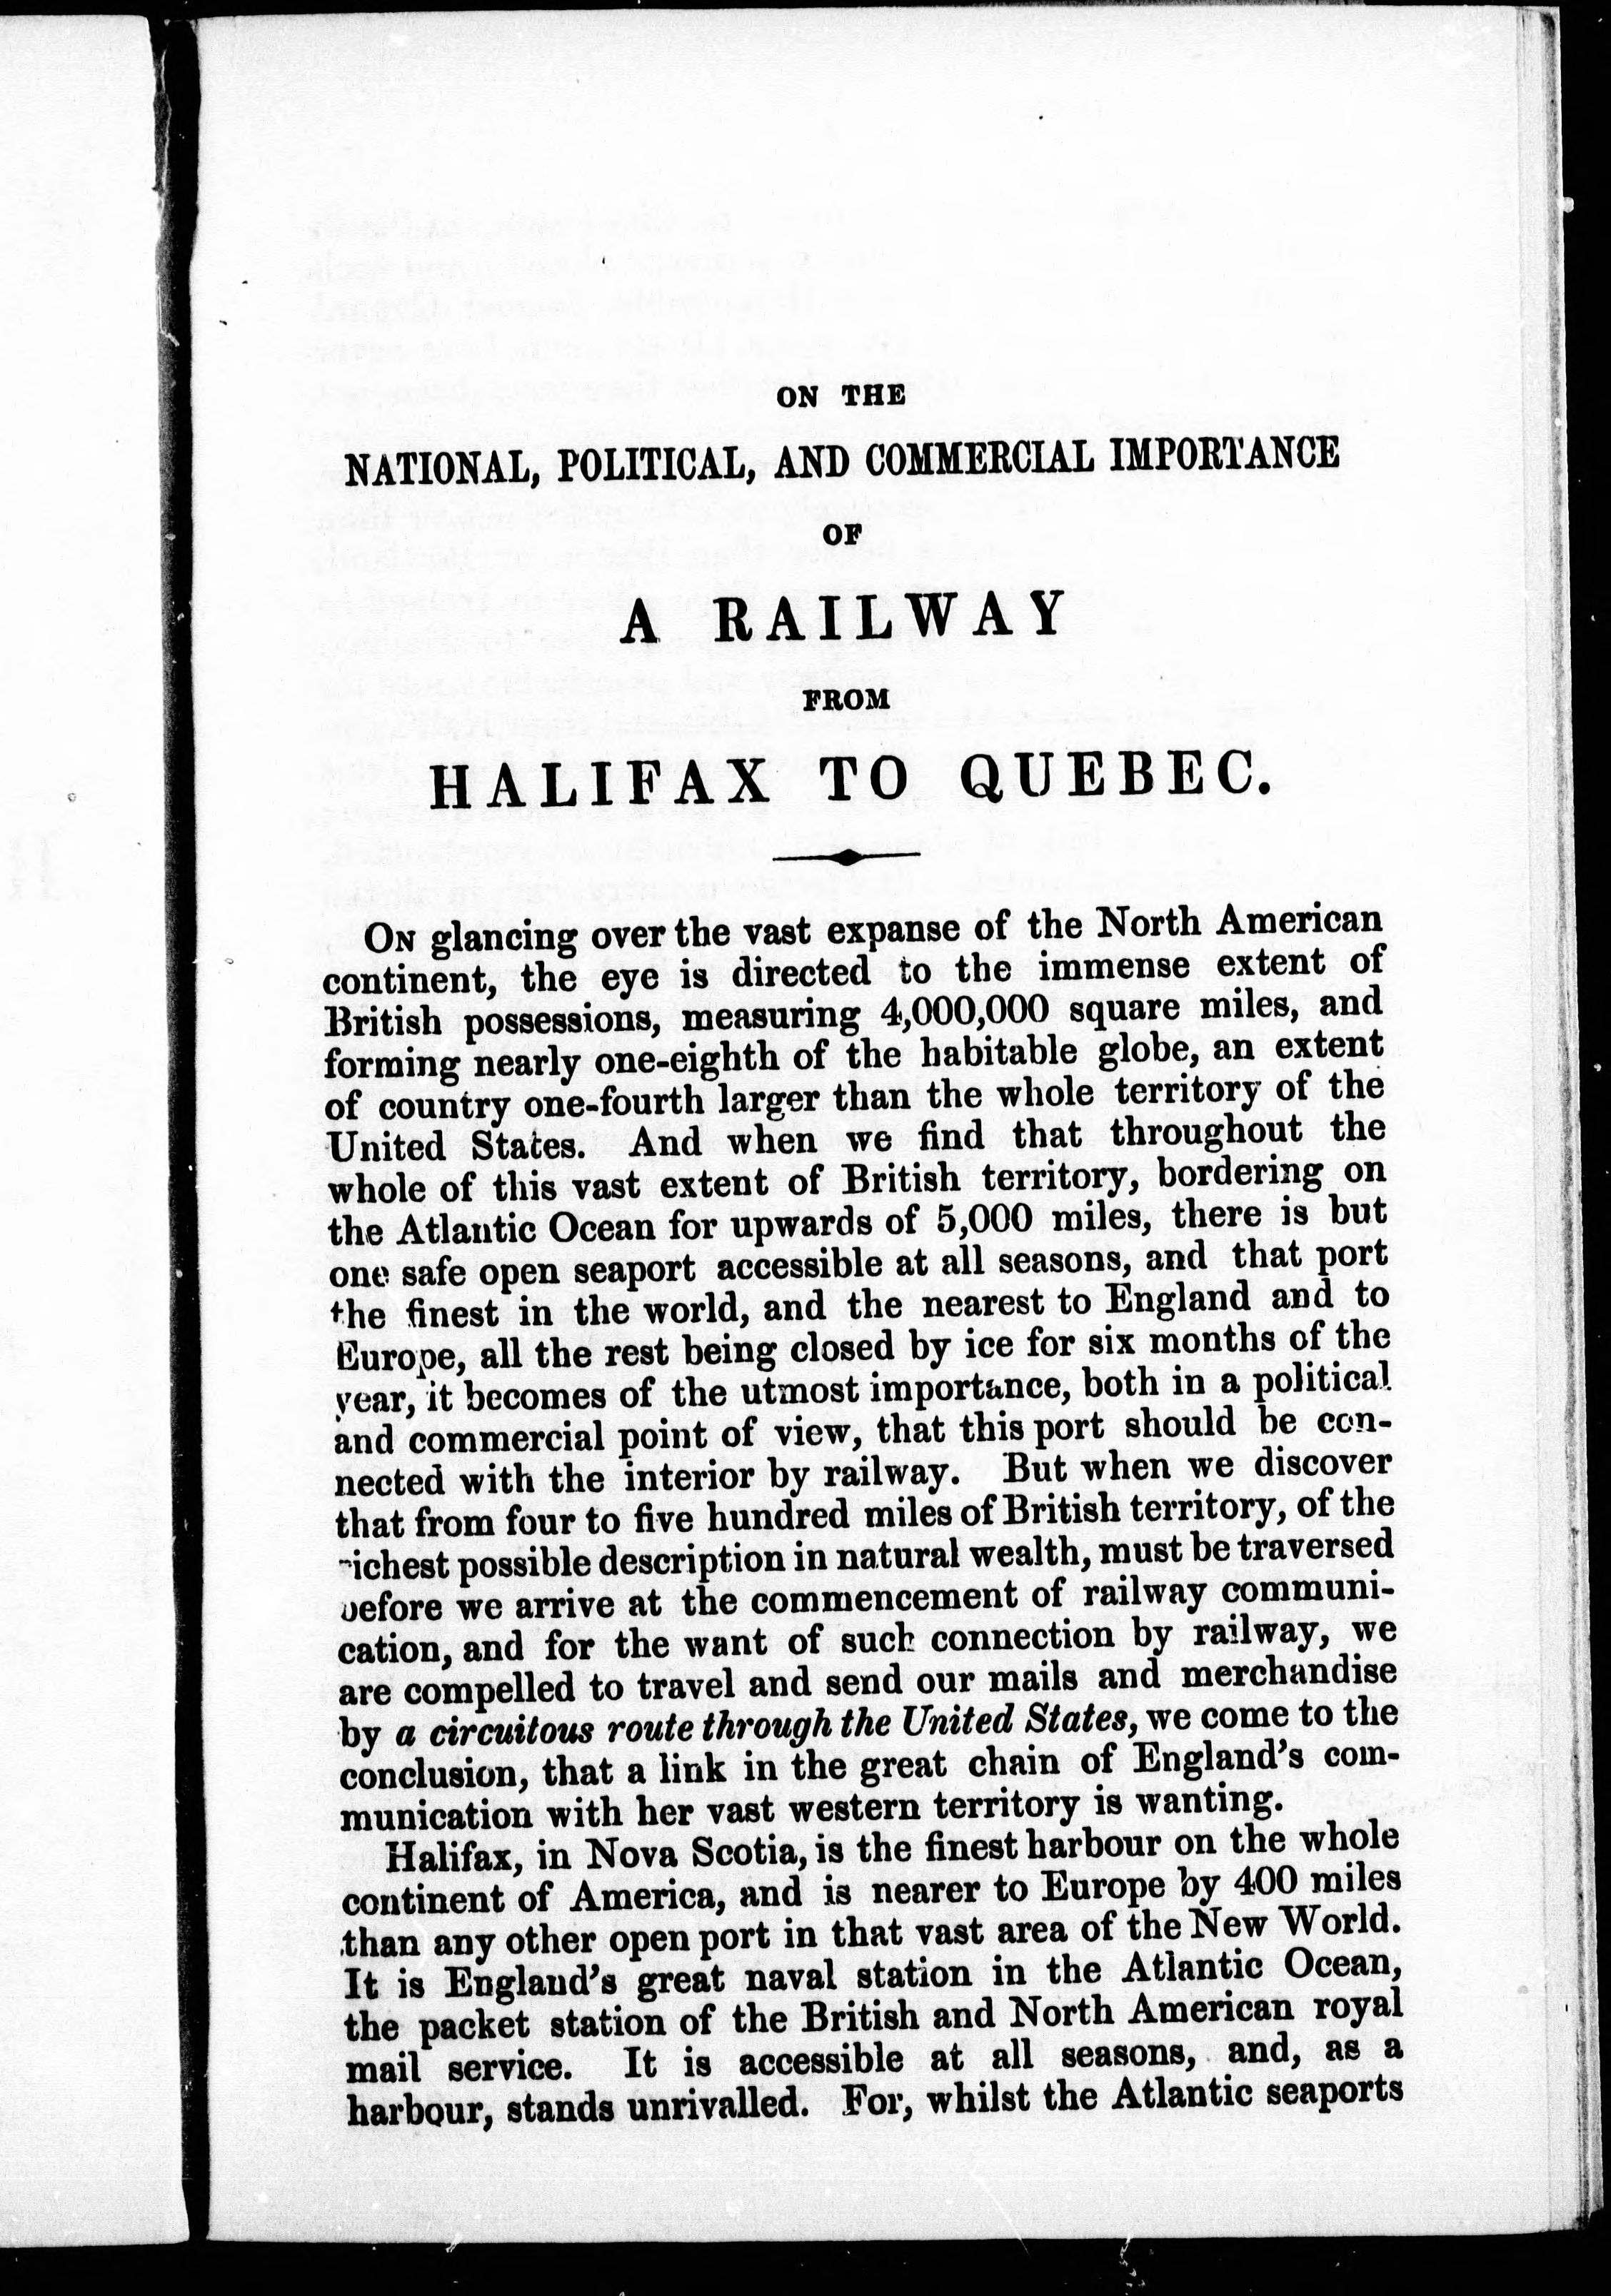 ON THE
NATIONAL, POLITICAL, AND COMMERCIAL IMPORTANCE
OF
A RAILWAY
FROM
HALIFAX TO QUEBEC.
ON glancing over the vast expanse of the North American
continent, the eye is directed to the immense extent of
British possessions, measuring 4,000,000 square miles, and
forming nearly one-eighth of the habitable globe, an extent
of country one-fourth larger than the whole territory of the
United States. And when we find that throughout the
whole of this vast extent of British territory, bordering on
the Atlantic Ocean for upwards of 5,000 miles, there is but
one safe open seaport accessible at all seasons, and that port
the finest in the world, and the nearest to England and to
Europe, all the rest being closed by ice for six months of the
year, it becomes of the utmost importance, both in a political
and commercial point of view, that this port should be con-
nected with the interior by railway. But when we discover
that from four to five hundred miles of British territory, of the
richest possible description in natural wealth, must be traversed
before we arrive at the commencement of railway communi-
cation, and for the want of such connection by railway, we
are compelled to travel and send our mails and merchandise
by a circuitous route through the United States, we come to the
conclusion, that a link in the great chain of England's com-
munication with her vast western territory is wanting.
Halifax, in Nova Scotia, is the finest harbour on the whole
continent of America, and is nearer to Europe by 400 miles
than any other open port in that vast area of the New World.
It is England's great naval station in the Atlantic Ocean,
the packet station of the British and North American royal
mail service. It is accessible at all seasons, and, as a
harbour, stands unrivalled. For, whilst the Atlantic seaports